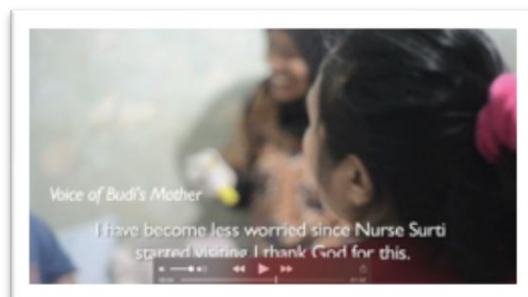 Voice of Budi's Mother
I have become less worried since Nurse Surti
started visiting I thank God for this.